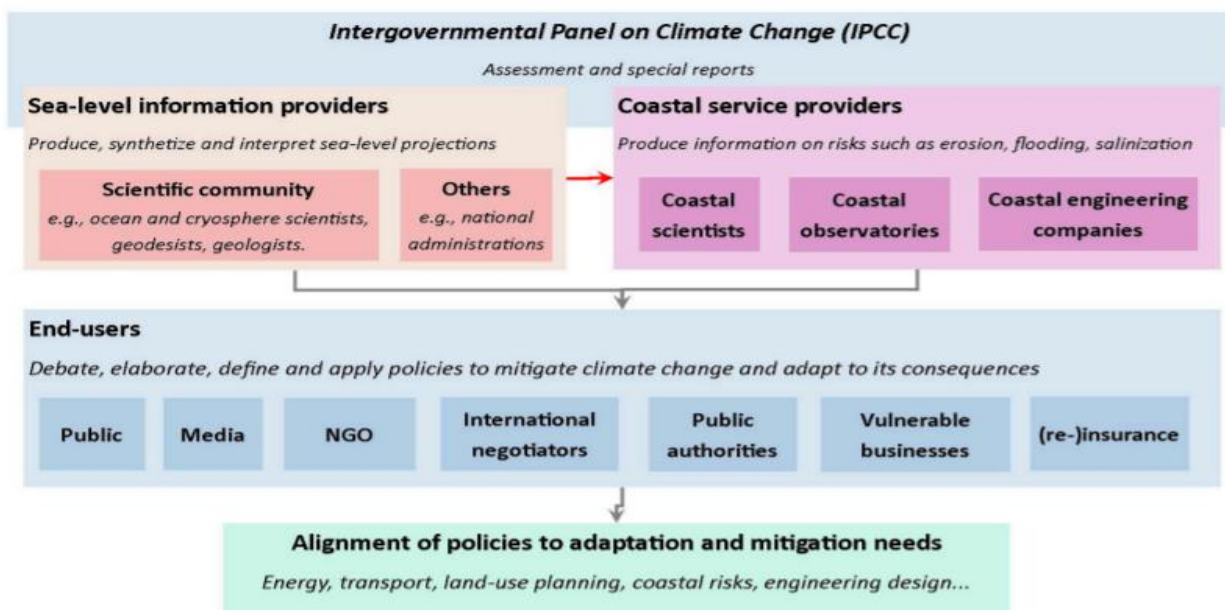 Intergovernmental Panel on Climate Change (IPCC)
Assessment and special reports
Sea-level information providers
Produce, synthetize and interpret sea-level projections
Scientific community
e.g., ocean and cryosphere scientists,
geodesists, geologists.
Others
e.g., national
administrations
Coastal service providers
Produce information on risks such as erosion, flooding, salinization
Coastal
scientists
Coastal
observatories
Coastal engineering
companies
End-users
Debate, elaborate, define and apply policies to mitigate climate change and adapt to its consequences
Public
Media
NGO
International
negotiators
Public
authorities
Vulnerable
businesses
(re-)insurance
Alignment of policies to adaptation and mitigation needs
Energy, transport, land-use planning, coastal risks, engineering design...